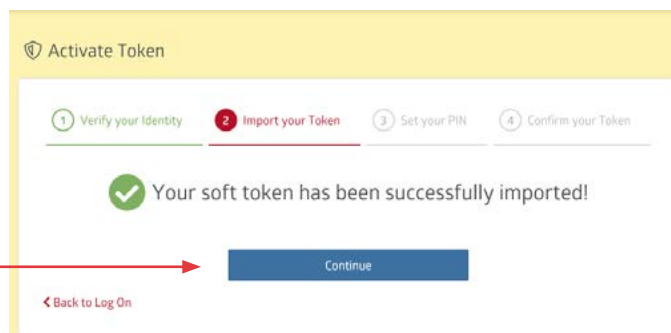 Activate Token
1 Verify your Identity 2 Import your Token 3 Set your PIN 4 Confirm your Token
Your soft token has been successfully imported!
Continue
Back to Log On